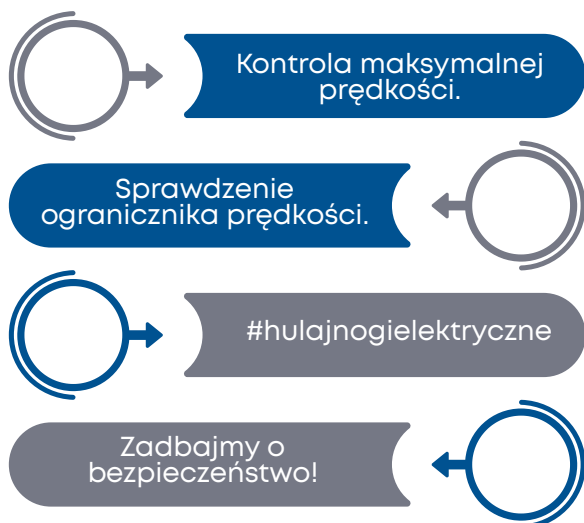 Kontrola maksymalnej
prędkości.
Sprawdzenie
ogranicznika prędkości.
#hulajnogielektryczne
Zadbajmy o
bezpieczeństwo!